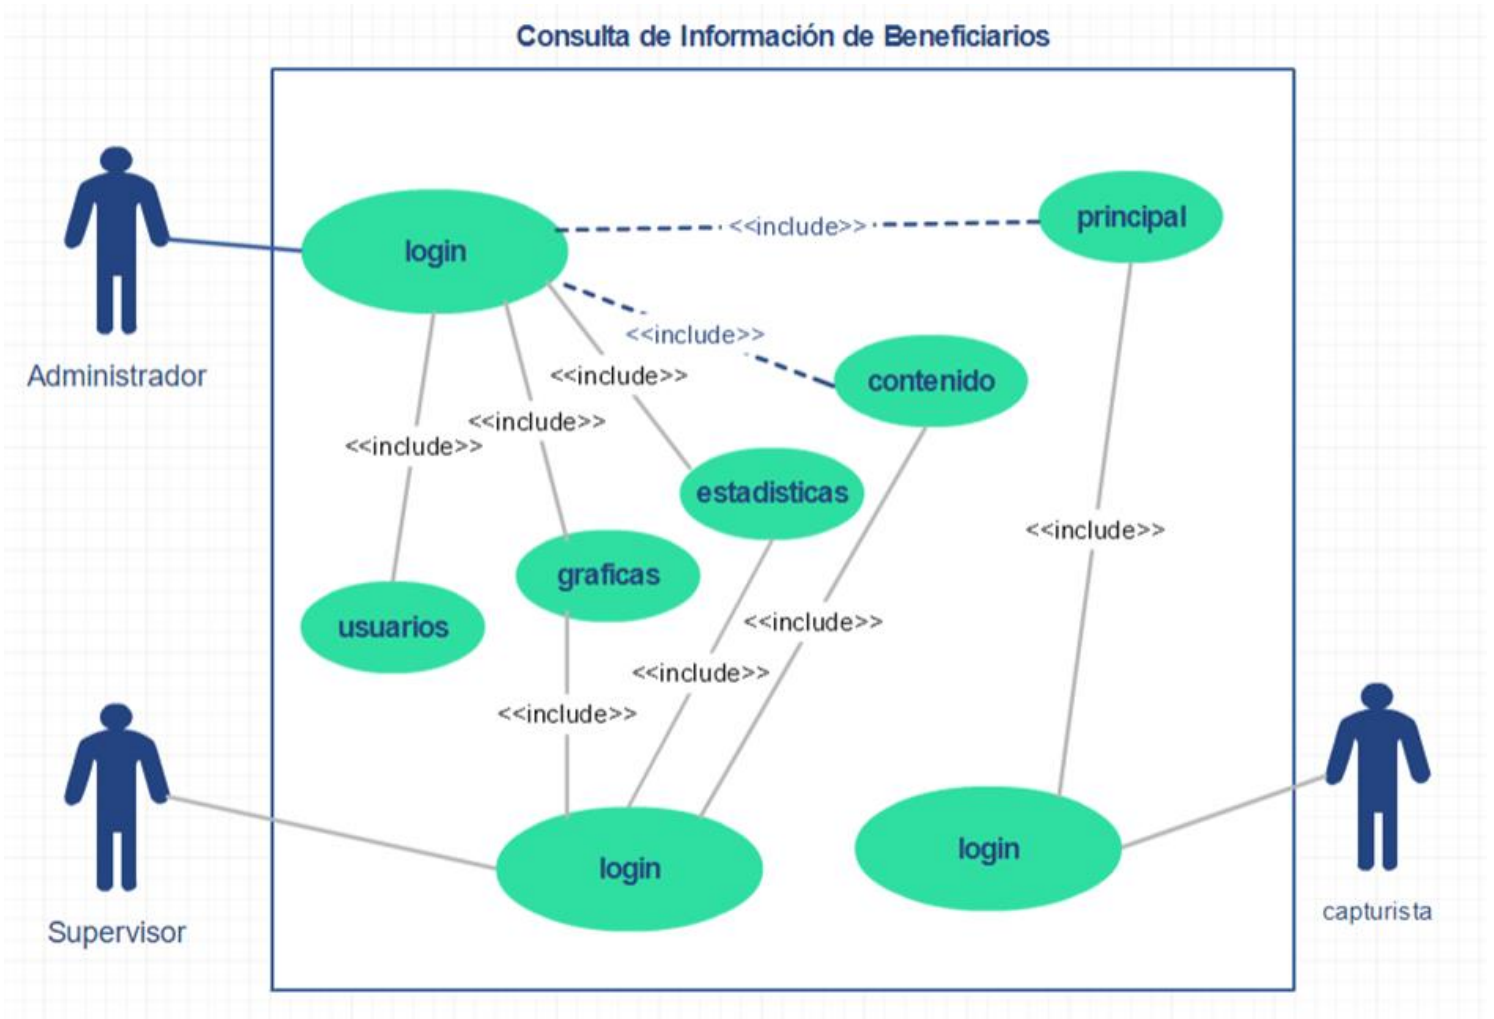 Consulta de Información de Beneficiarios
login
<<include>>
principal
<<include>>
<<include>>
contenido
Administrador
<<include>>
<<include>>
estadisticas
<<include>>
graficas
<<include>>
usuarios
<<include>>
<<include>>
login
login
Supervisor
capturista